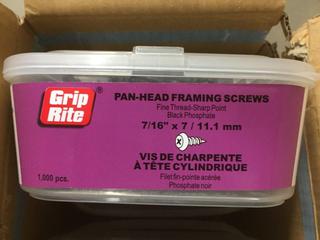 Grip
Rite®
PAN-HEAD FRAMING SCREWS
Fine Thread-Sharp Point
Black Phosphate
7/16" x 7 / 11.1 mm
VIS DE CHARPENTE
À TÊTE CYLINDRIQUE
Filet fin-pointe acérée
Phosphate noir
1,000 pcs.